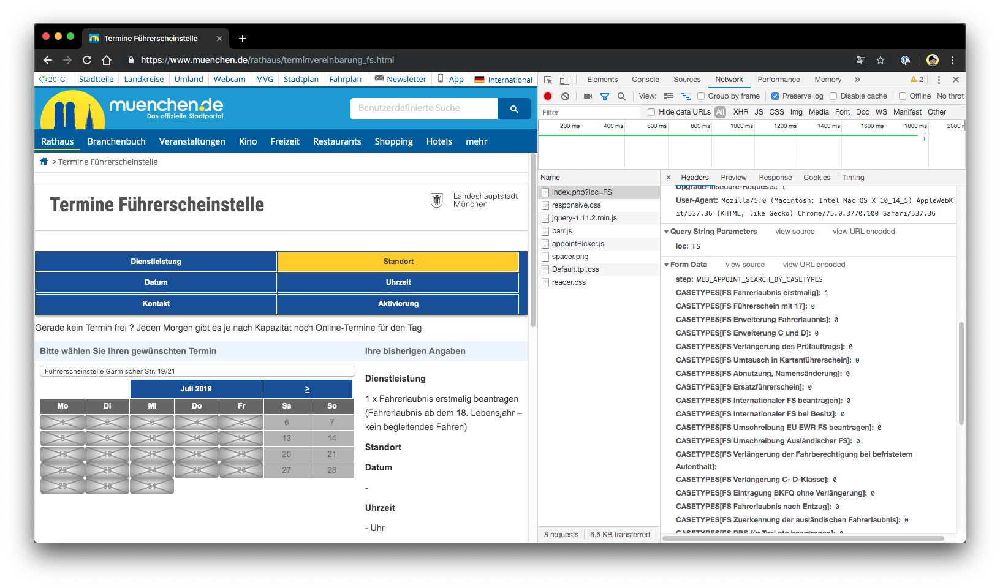 Termine Führerscheinstelle
https://www.muenchen.de/rathaus/terminvereinbarung_fs.html
20°C Stadtteile Landkreise Umland Webcam MVG Stadtplan Fahrplan Newsletter App International
muenchen.de
Das offizielle Stadtportal
Benutzerdefinierte Suche
Rathaus Branchenbuch Veranstaltungen Kino Freizeit Restaurants Shopping Hotels mehr
> Termine Führerscheinstelle
Termine Führerscheinstelle
Landeshauptstadt
München
Dienstleistung Standort
Datum Uhrzeit
Kontakt Aktivierung
Gerade kein Termin frei ? Jeden Morgen gibt es je nach Kapazität noch Online-Termine für den Tag.
Bitte wählen Sie Ihren gewünschten Termin
Führerscheinstelle Garmischer Str. 19/21
Juli 2019 >
Mo Di Mi Do Fr Sa So
1 2 3 4 5 6 7
8 9 10 11 12 13 14
15 16 17 18 19 20 21
22 23 24 25 26 27 28
29 30 31
Ihre bisherigen Angaben
Dienstleistung
1 x Fahrerlaubnis erstmalig beantragen
(Fahrerlaubnis ab dem 18. Lebensjahr –
kein begleitendes Fahren)
Standort
Datum
-
Uhrzeit
- Uhr
Elements Console Sources Network Performance Memory » 2
View: Group by frame Preserve log Disable cache Offline No thrott
Filter Hide data URLs All XHR JS CSS Img Media Font Doc WS Manifest Other
200 ms 400 ms 600 ms 800 ms 1000 ms 1200 ms 1400 ms 1600 ms 1800 ms 2000 r
Name
index.php?loc=FS
responsive.css
jquery-1.11.2.min.js
barr.js
appointPicker.js
spacer.png
Default.tpl.css
reader.css
8 requests 6.6 KB transferred
× Headers Preview Response Cookies Timing
Upgrade-Insecure-Requests: 1
User-Agent: Mozilla/5.0 (Macintosh; Intel Mac OS X 10_14_5) AppleWebK
it/537.36 (KHTML, like Gecko) Chrome/75.0.3770.100 Safari/537.36
Query String Parameters view source view URL encoded
loc: FS
Form Data view source view URL encoded
step: WEB_APPOINT_SEARCH_BY_CASETYPES
CASETYPES[FS Fahrerlaubnis erstmalig]: 1
CASETYPES[FS Führerschein mit 17]: 0
CASETYPES[FS Erweiterung Fahrerlaubnis]: 0
CASETYPES[FS Erweiterung C und D]: 0
CASETYPES[FS Verlängerung des Prüfauftrags]: 0
CASETYPES[FS Umtausch in Kartenführerschein]: 0
CASETYPES[FS Abnutzung, Namensänderung]: 0
CASETYPES[FS Ersatzführerschein]: 0
CASETYPES[FS Internationaler FS beantragen]: 0
CASETYPES[FS Internationaler FS bei Besitz]: 0
CASETYPES[FS Umschreibung EU EWR FS beantragen]: 0
CASETYPES[FS Umschreibung Ausländischer FS]: 0
CASETYPES[FS Verlängerung der Fahrberechtigung bei befristetem
Aufenthalt]:
CASETYPES[FS Verlängerung C- D-Klasse]: 0
CASETYPES[FS Eintragung BKFQ ohne Verlängerung]: 0
CASETYPES[FS Fahrerlaubnis nach Entzug]: 0
CASETYPES[FS Zuerkennung der ausländischen Fahrerlaubnis]: 0
CASETYPES[FS PBS für Taxi etc beantragen]: 0